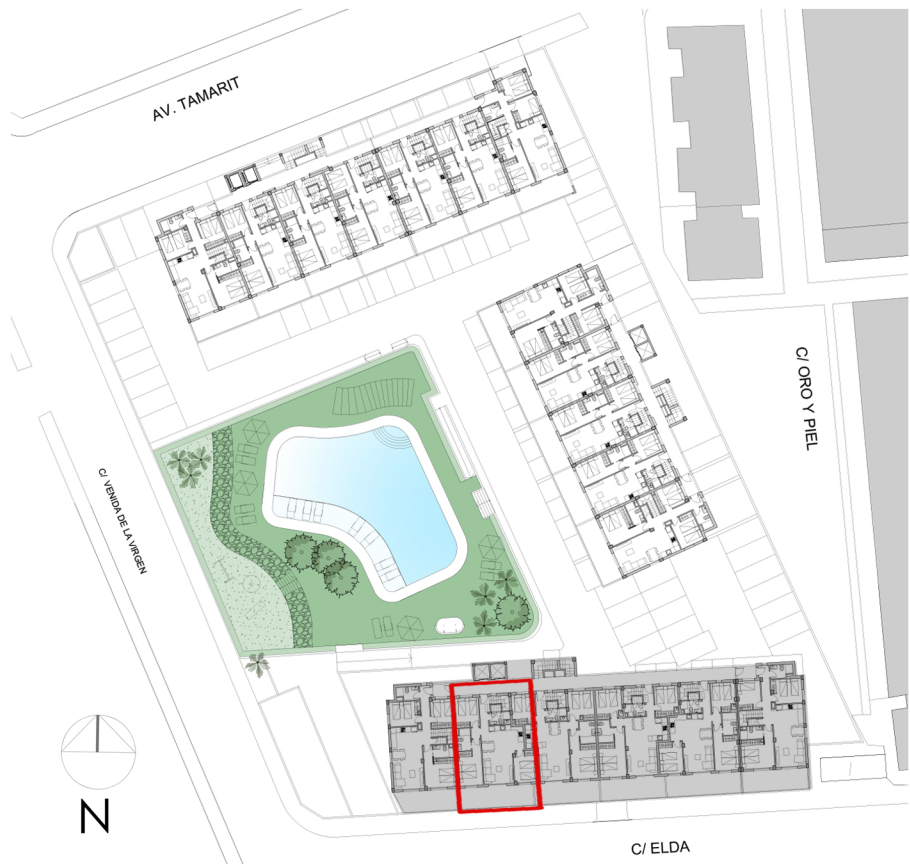 AV. TAMARIT
C/ ORO Y PIEL
C/ VENIDA DE LA VIRGEN
N
C/ ELDA